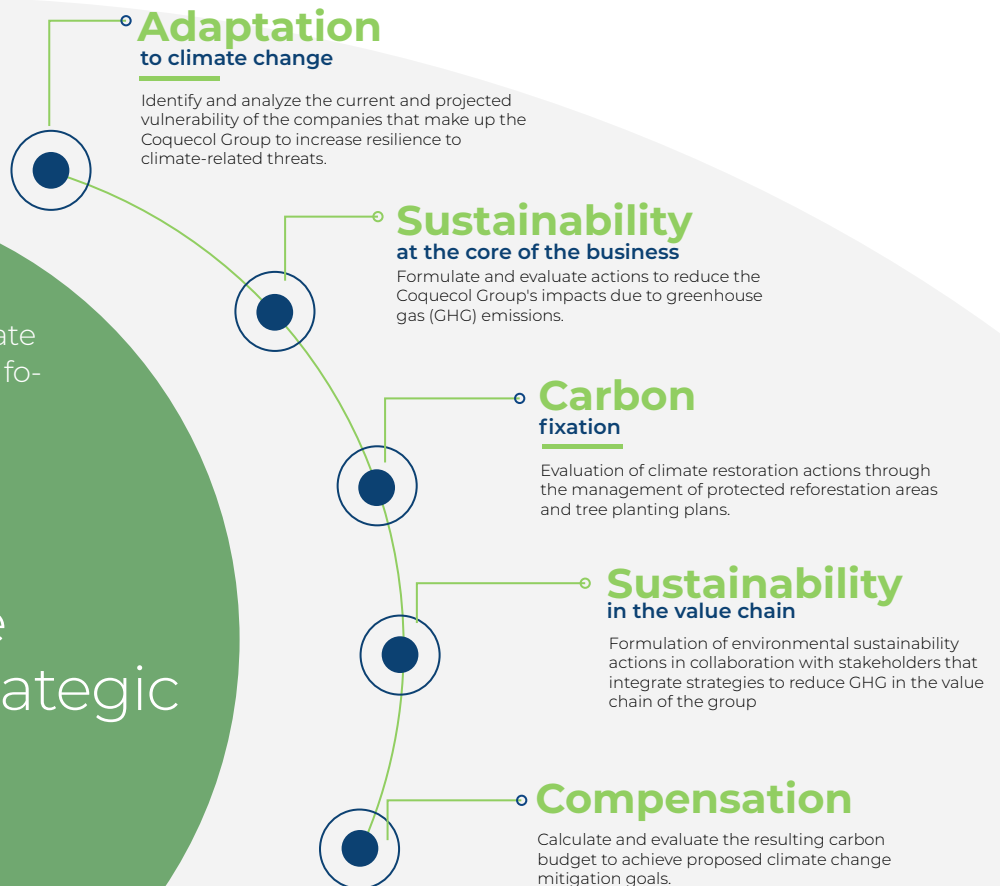 Adaptation
to climate change
Identify and analyze the current and projected
vulnerability of the companies that make up the
Coquecol Group to increase resilience to
climate-related threats.
Sustainability
at the core of the business
Formulate and evaluate actions to reduce the
Coquecol Group's impacts due to greenhouse
gas (GHG) emissions.
Carbon
fixation
Evaluation of climate restoration actions through
the management of protected reforestation areas
and tree planting plans.
Sustainability
in the value chain
Formulation of environmental sustainability
actions in collaboration with stakeholders that
integrate strategies to reduce GHG in the value
chain of the group
Compensation
Calculate and evaluate the resulting carbon
budget to achieve proposed climate change
mitigation goals.
ate
fo-
e
ategic